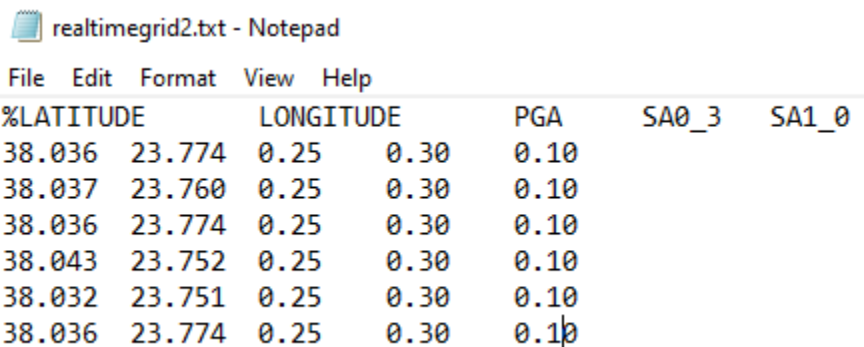 realtimegrid2.txt - Notepad
File Edit Format View Help
%LATITUDE LONGITUDE PGA SA0_3 SA1_0
38.036 23.774 0.25 0.30 0.10
38.037 23.760 0.25 0.30 0.10
38.036 23.774 0.25 0.30 0.10
38.043 23.752 0.25 0.30 0.10
38.032 23.751 0.25 0.30 0.10
38.036 23.774 0.25 0.30 0.10